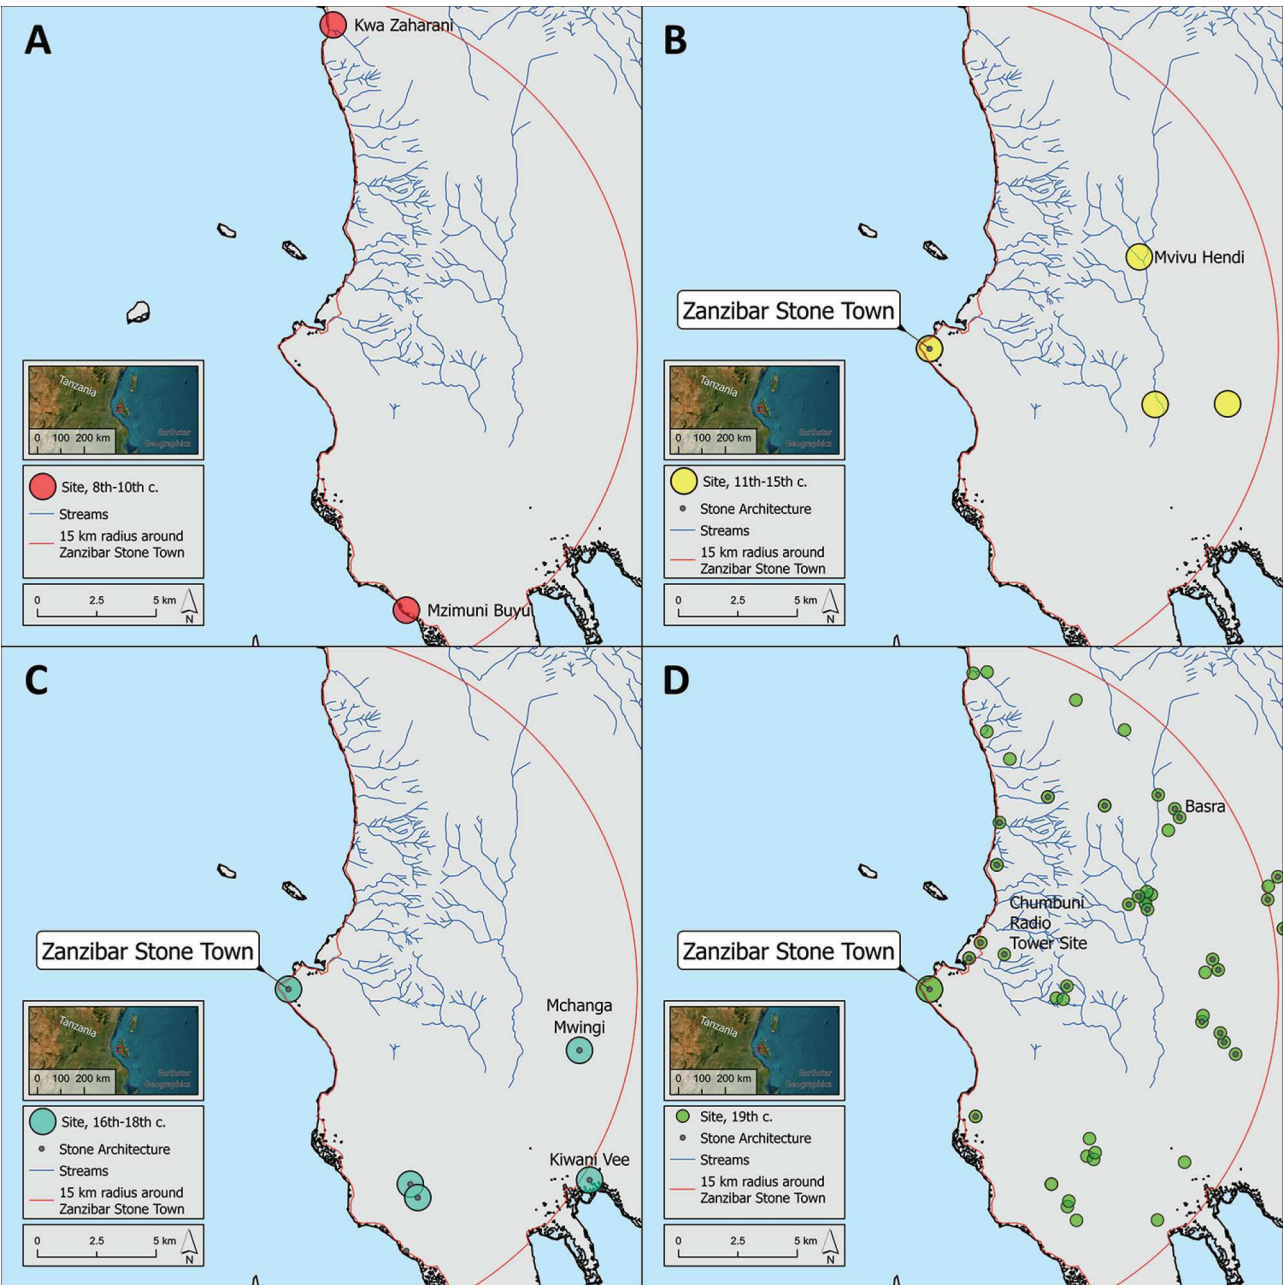 A
Kwa Zaharani
Tanzania
0 100 200 km
Earthstar
Geographics
Site, 8th-10th c.
Streams
15 km radius around
Zanzibar Stone Town
0 2.5 5 km
N
Mzimuni Buyu
B
Mvivu Hendi
Zanzibar Stone Town
Tanzania
0 100 200 km
Earthstar
Geographics
Site, 11th-15th c.
Stone Architecture
Streams
15 km radius around
Zanzibar Stone Town
0 2.5 5 km
N
C
Zanzibar Stone Town
Mchanga
Mwingi
Tanzania
0 100 200 km
Earthstar
Geographics
Site, 16th-18th c.
Stone Architecture
Streams
15 km radius around
Zanzibar Stone Town
Kiwani Vee
0 2.5 5 km
N
D
Basra
Chumbuni
Radio
Tower Site
Zanzibar Stone Town
Tanzania
0 100 200 km
Earthstar
Geographics
Site, 19th c.
Stone Architecture
Streams
15 km radius around
Zanzibar Stone Town
0 2.5 5 km
N